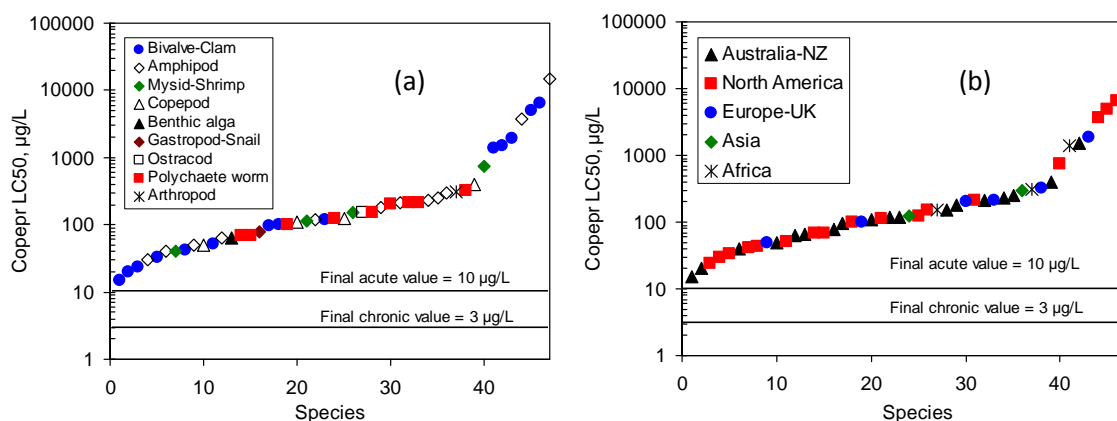 100000
10000
1000
100
10
1
Copepr LC50, µg/L
Bivalve-Clam
Amphipod
Mysid-Shrimp
Copepod
Benthic alga
Gastropod-Snail
Ostracod
Polychaete worm
Arthropod
(a)
Final acute value = 10 µg/L
Final chronic value = 3 µg/L
0 10 20 30 40
Species
100000
10000
1000
100
10
1
Copepr LC50, µg/L
Australia-NZ
North America
Europe-UK
Asia
Africa
(b)
Final acute value = 10 µg/L
Final chronic value = 3 µg/L
0 10 20 30 40
Species